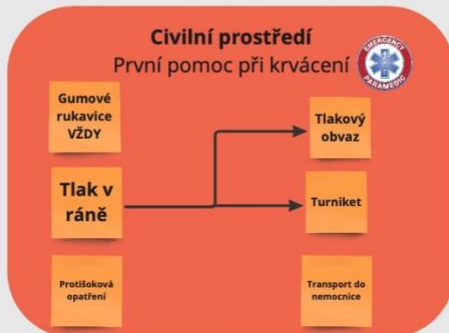 Civilní prostředí
První pomoc při krvácení
EMERGENCY
PARAMEDIC
Gumové
rukavice
VŽDY
Tlakový
obvaz
Tlak v
ráně
Turniket
Protišoková
opatření
Transport do
nemocnice